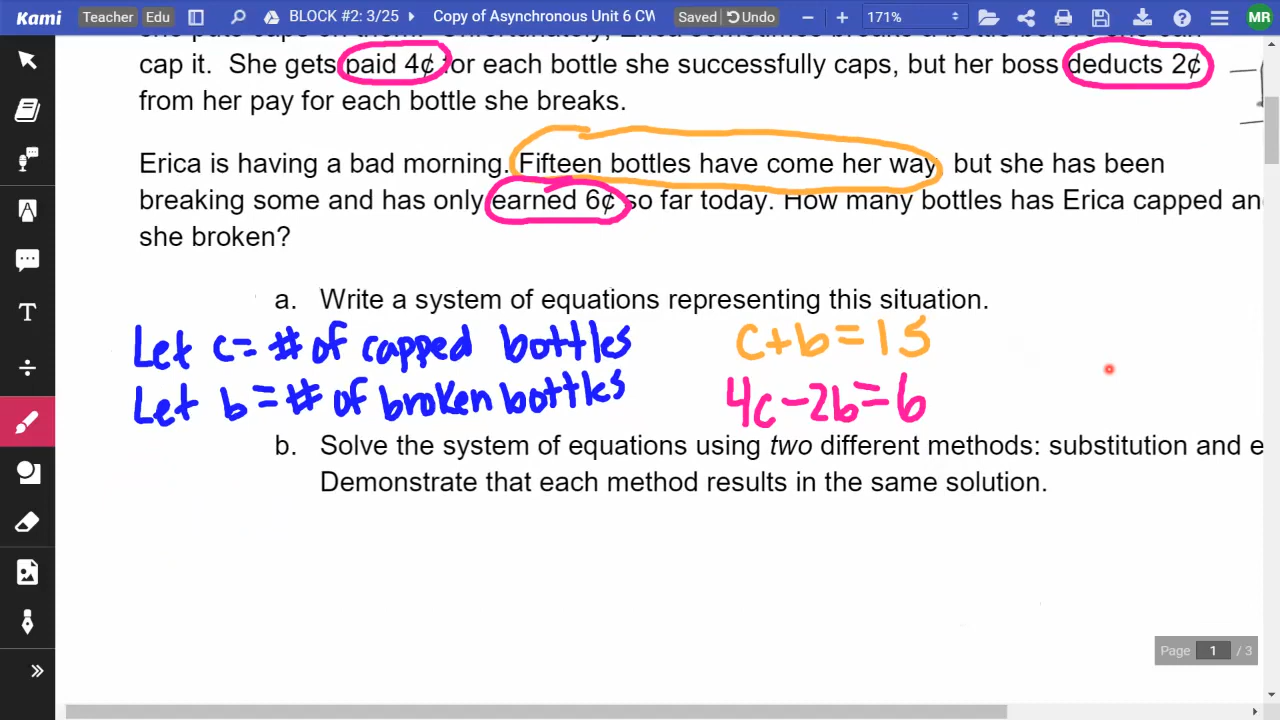 Kami Teacher Edu BLOCK #2: 3/25 Copy of Asynchronous Unit 6 CW Saved Undo 171% MR
cap it. She gets paid 4¢ for each bottle she successfully caps, but her boss deducts 2¢
from her pay for each bottle she breaks.
Erica is having a bad morning. Fifteen bottles have come her way, but she has been
breaking some and has only earned 6¢ so far today. How many bottles has Erica capped and
she broken?
a. Write a system of equations representing this situation.
Let c= # of capped bottles
c+b=15
Let b=# of broken bottles
4c-2b=6
b. Solve the system of equations using two different methods: substitution and e
Demonstrate that each method results in the same solution.
Page 1 / 3